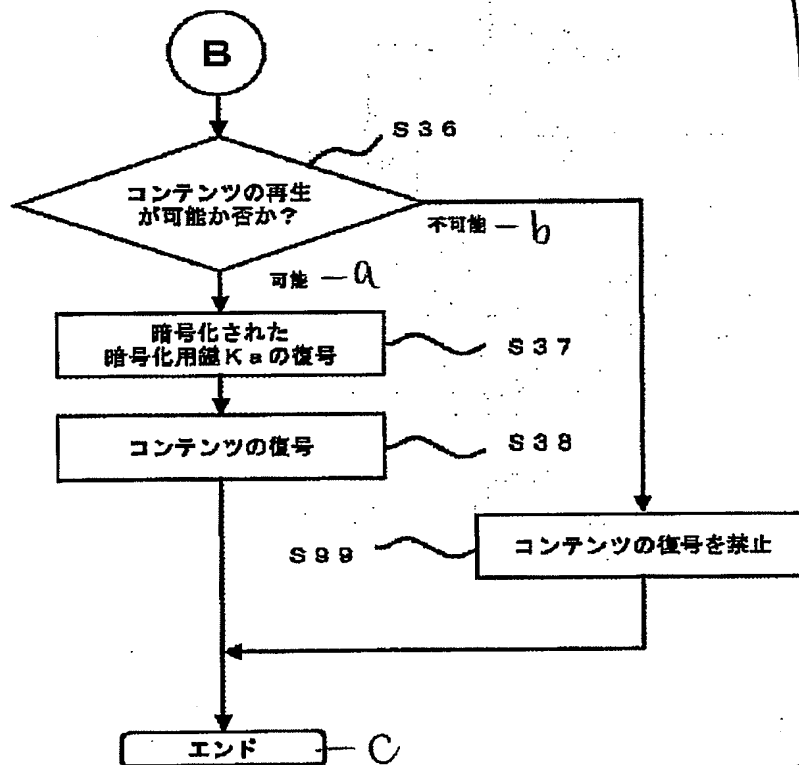 B
S36
コンテンツの再生
が可能か否か？
不可能 — b
可能 — a
暗号化された
暗号化用鍵Kaの復号
S37
コンテンツの復号
S38
S99
コンテンツの復号を禁止
エンド — C